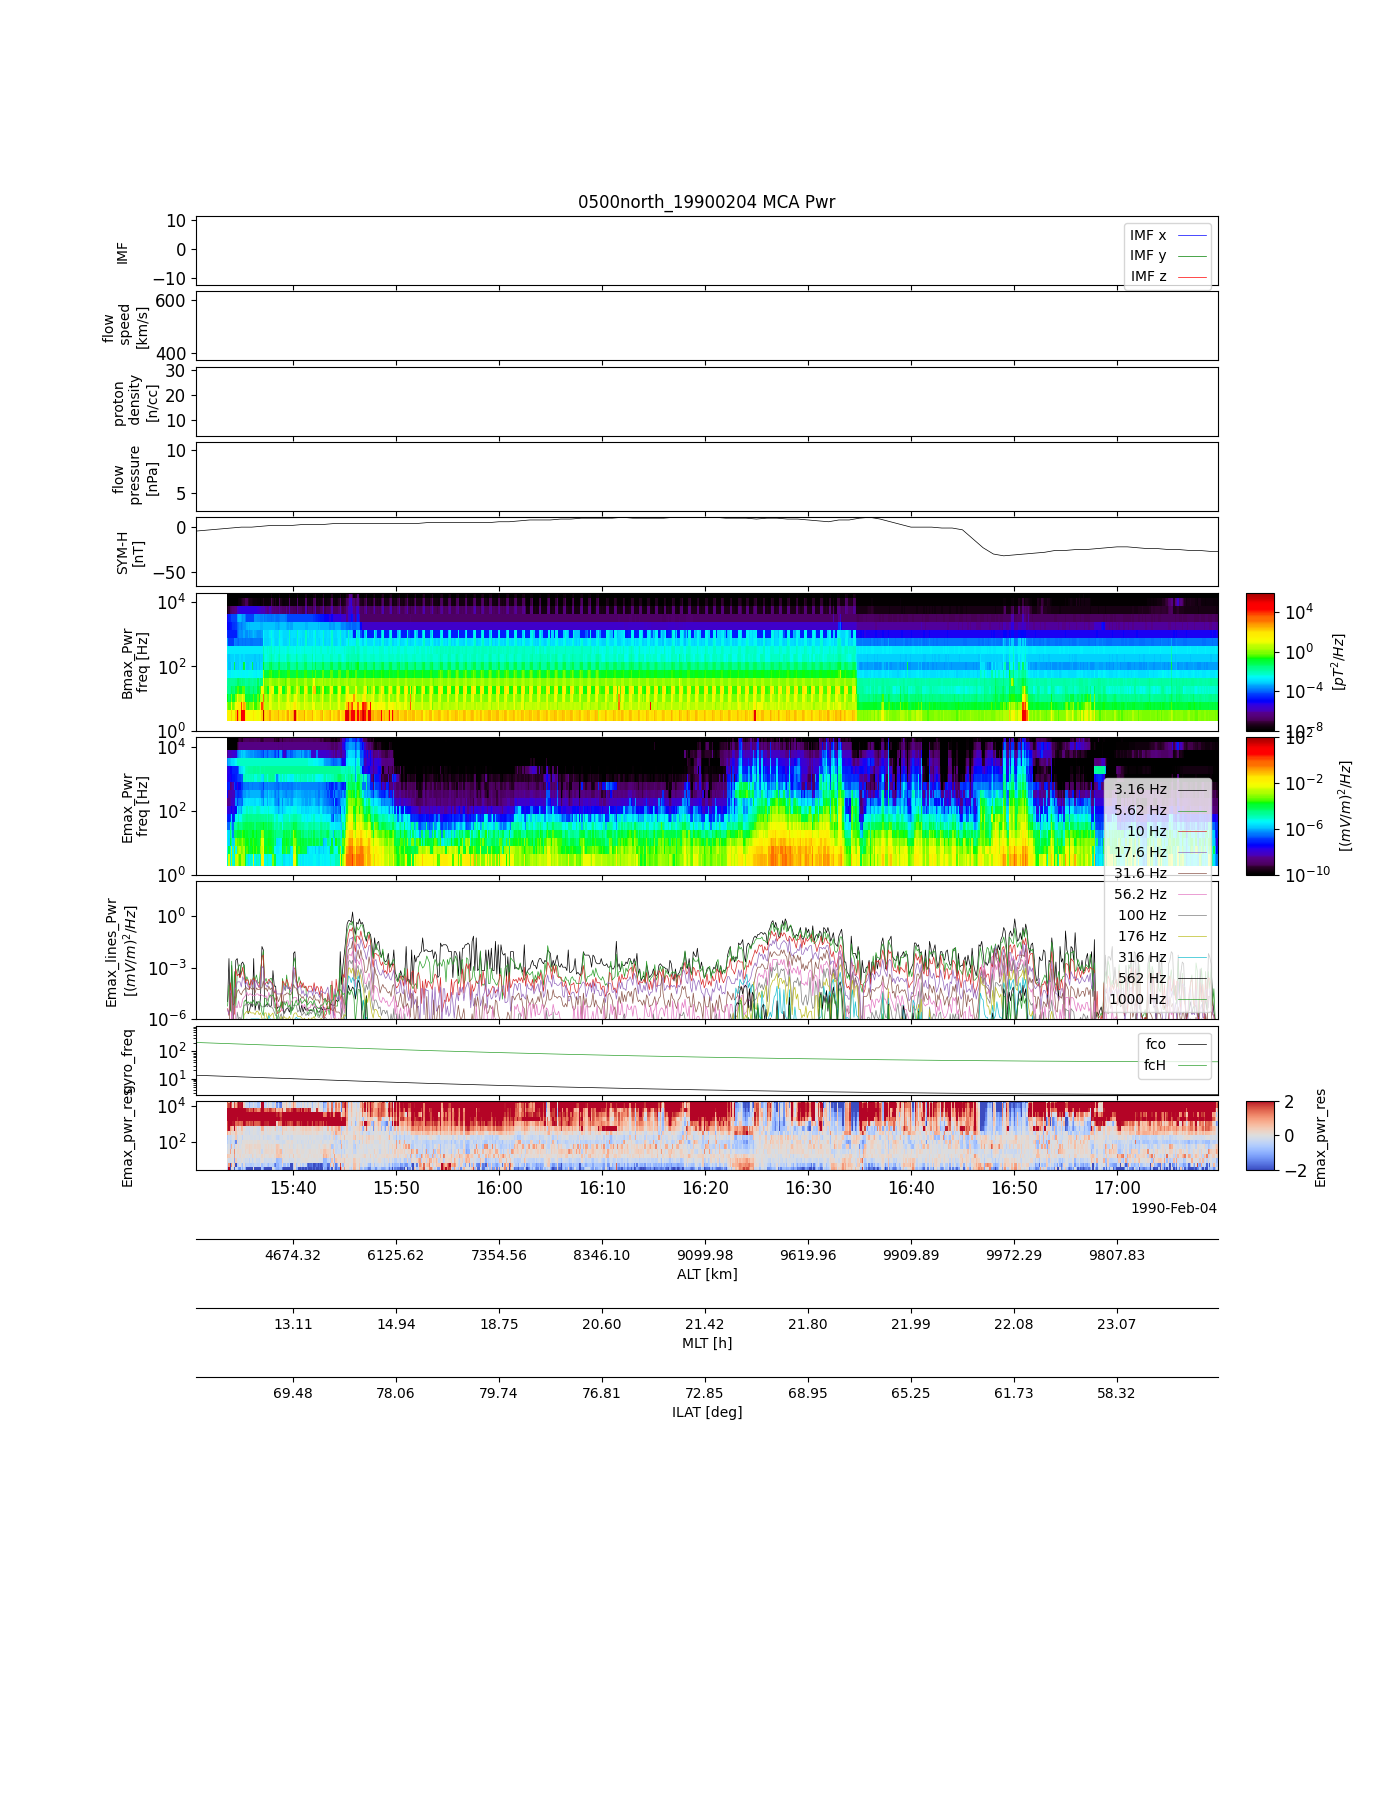 0500north_19900204 MCA Pwr
10
0
−10
IMF
IMF x
IMF y
IMF z
600
400
flow
speed
[km/s]
30
20
10
proton
density
[n/cc]
10
5
flow
pressure
[nPa]
0
−50
SYM-H
[nT]
10^4
10^2
10^0
Bmax_Pwr
freq [Hz]
10^4
10^0
10^−4
10^−8
[pT^2/Hz]
10^4
10^2
10^0
Emax_Pwr
freq [Hz]
10^2
10^−2
10^−6
10^−10
[(mV/m)^2/Hz]
3.16 Hz
5.62 Hz
10 Hz
17.6 Hz
31.6 Hz
56.2 Hz
100 Hz
176 Hz
316 Hz
562 Hz
1000 Hz
10^0
10^−3
10^−6
Emax_lines_Pwr
[(mV/m)^2/Hz]
10^2
10^1
gyro_freq
fco
fcH
10^4
10^2
Emax_pwr_res
2
0
−2
Emax_pwr_res
15:40 15:50 16:00 16:10 16:20 16:30 16:40 16:50 17:00
1990-Feb-04
4674.32 6125.62 7354.56 8346.10 9099.98 9619.96 9909.89 9972.29 9807.83
ALT [km]
13.11 14.94 18.75 20.60 21.42 21.80 21.99 22.08 23.07
MLT [h]
69.48 78.06 79.74 76.81 72.85 68.95 65.25 61.73 58.32
ILAT [deg]